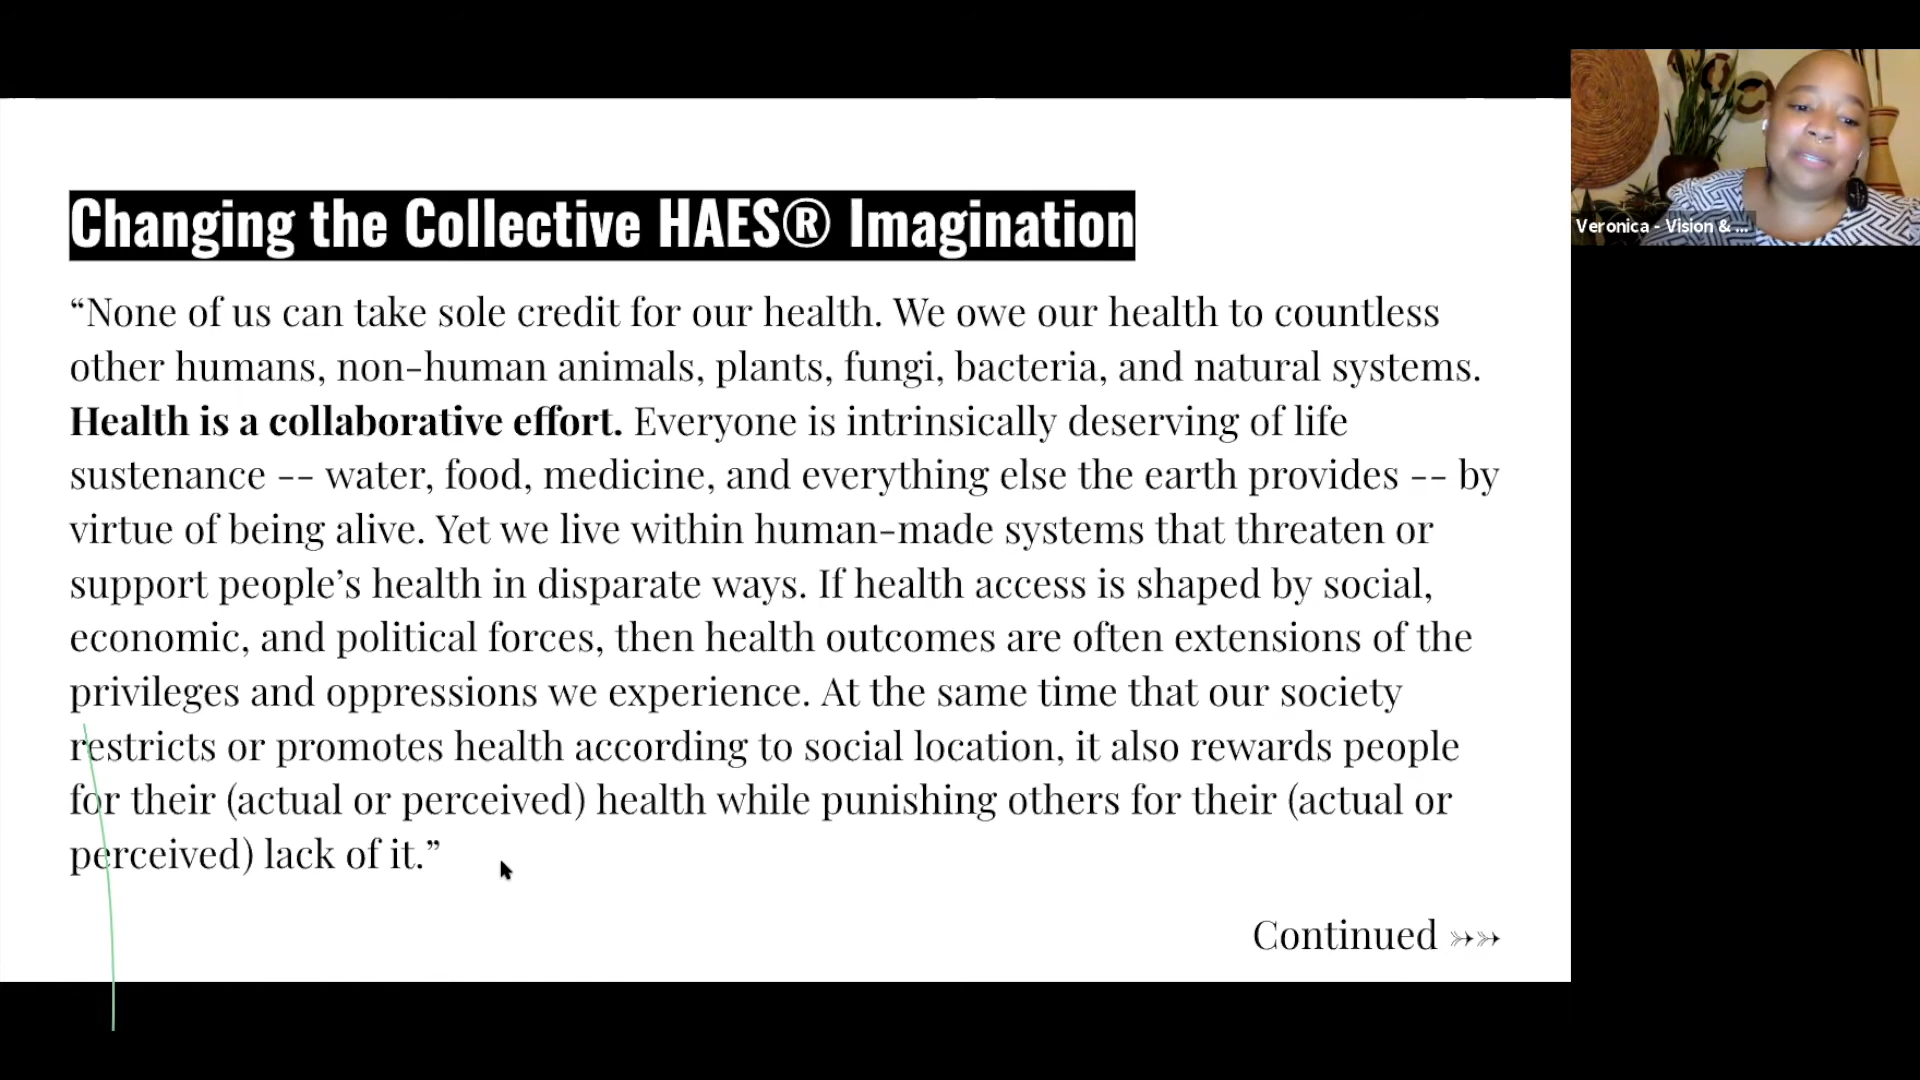 Changing the Collective HAES® Imagination
“None of us can take sole credit for our health. We owe our health to countless
other humans, non-human animals, plants, fungi, bacteria, and natural systems.
Health is a collaborative effort. Everyone is intrinsically deserving of life
sustenance -- water, food, medicine, and everything else the earth provides -- by
virtue of being alive. Yet we live within human-made systems that threaten or
support people’s health in disparate ways. If health access is shaped by social,
economic, and political forces, then health outcomes are often extensions of the
privileges and oppressions we experience. At the same time that our society
restricts or promotes health according to social location, it also rewards people
for their (actual or perceived) health while punishing others for their (actual or
perceived) lack of it.”
Continued
Veronica - Vision & ...